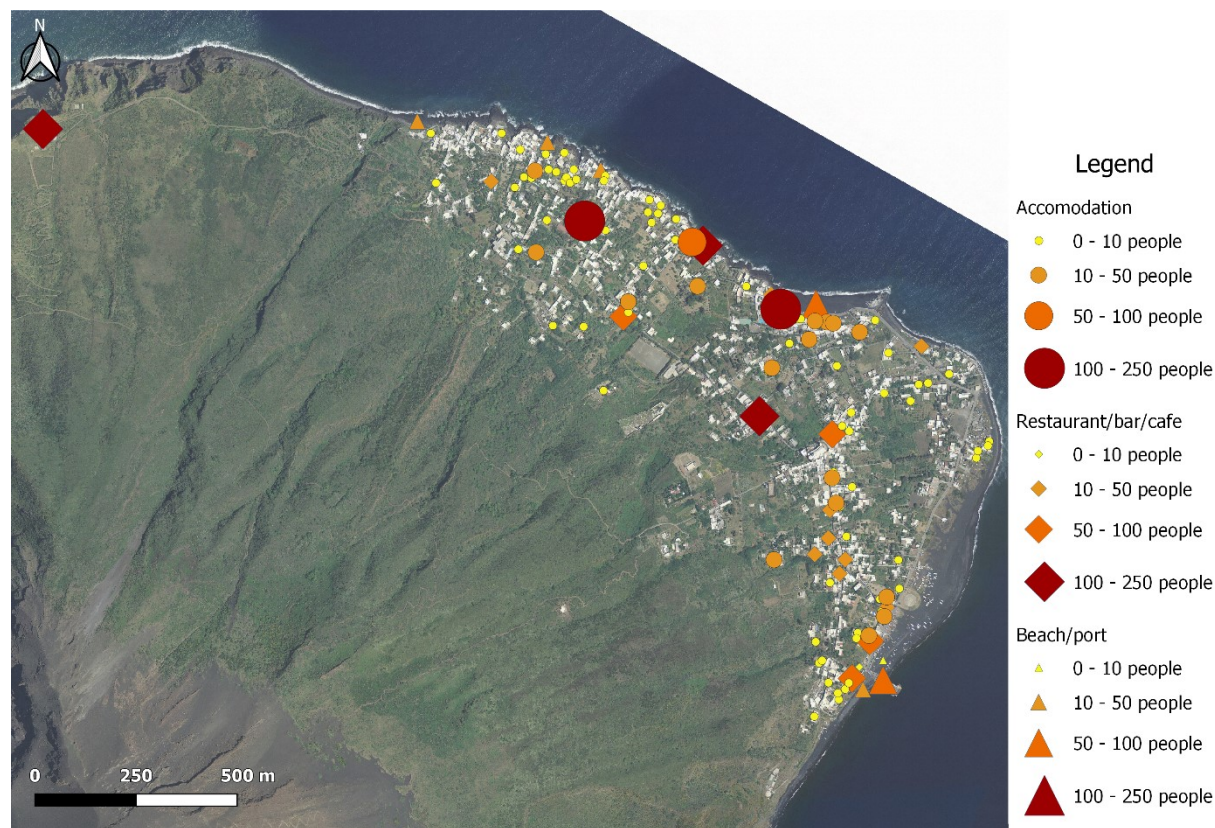 N
Legend
Accomodation
0 - 10 people
10 - 50 people
50 - 100 people
100 - 250 people
Restaurant/bar/cafe
0 - 10 people
10 - 50 people
50 - 100 people
100 - 250 people
Beach/port
0 - 10 people
10 - 50 people
50 - 100 people
100 - 250 people
0 250 500 m